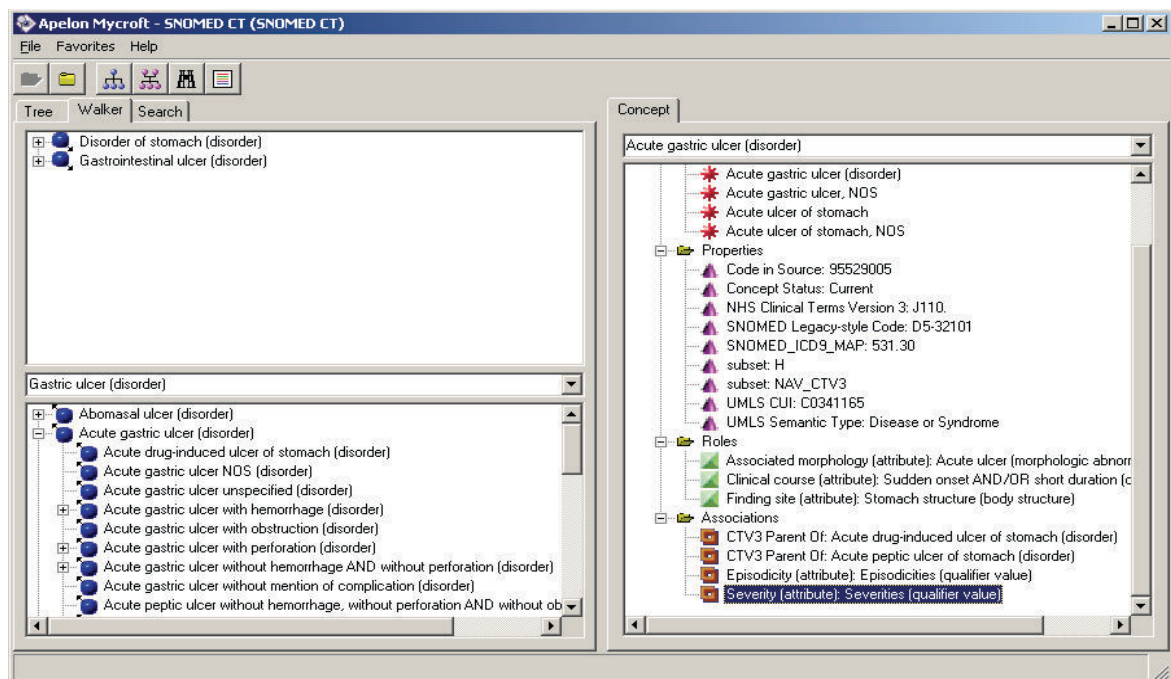 Apelon Mycroft - SNOMED CT (SNOMED CT)
File Favorites Help
Tree Walker Search
Disorder of stomach (disorder)
Gastrointestinal ulcer (disorder)
Gastric ulcer (disorder)
Abomasal ulcer (disorder)
Acute gastric ulcer (disorder)
Acute drug-induced ulcer of stomach (disorder)
Acute gastric ulcer NOS (disorder)
Acute gastric ulcer unspecified (disorder)
Acute gastric ulcer with hemorrhage (disorder)
Acute gastric ulcer with obstruction (disorder)
Acute gastric ulcer with perforation (disorder)
Acute gastric ulcer without hemorrhage AND without perforation (disorder)
Acute gastric ulcer without mention of complication (disorder)
Acute peptic ulcer without hemorrhage, without perforation AND without ob
Concept
Acute gastric ulcer (disorder)
Acute gastric ulcer (disorder)
Acute gastric ulcer, NOS
Acute ulcer of stomach
Acute ulcer of stomach, NOS
Properties
Code in Source: 95529005
Concept Status: Current
NHS Clinical Terms Version 3: J110.
SNOMED Legacy-style Code: D5-32101
SNOMED_ICD9_MAP: 531.30
subset: H
subset: NAV_CTV3
UMLS CUI: C0341165
UMLS Semantic Type: Disease or Syndrome
Roles
Associated morphology (attribute): Acute ulcer (morphologic abnorr
Clinical course (attribute): Sudden onset AND/OR short duration (c
Finding site (attribute): Stomach structure (body structure)
Associations
CTV3 Parent Of: Acute drug-induced ulcer of stomach (disorder)
CTV3 Parent Of: Acute peptic ulcer of stomach (disorder)
Episodicity (attribute): Episodicities (qualifier value)
Severity (attribute): Severities (qualifier value)